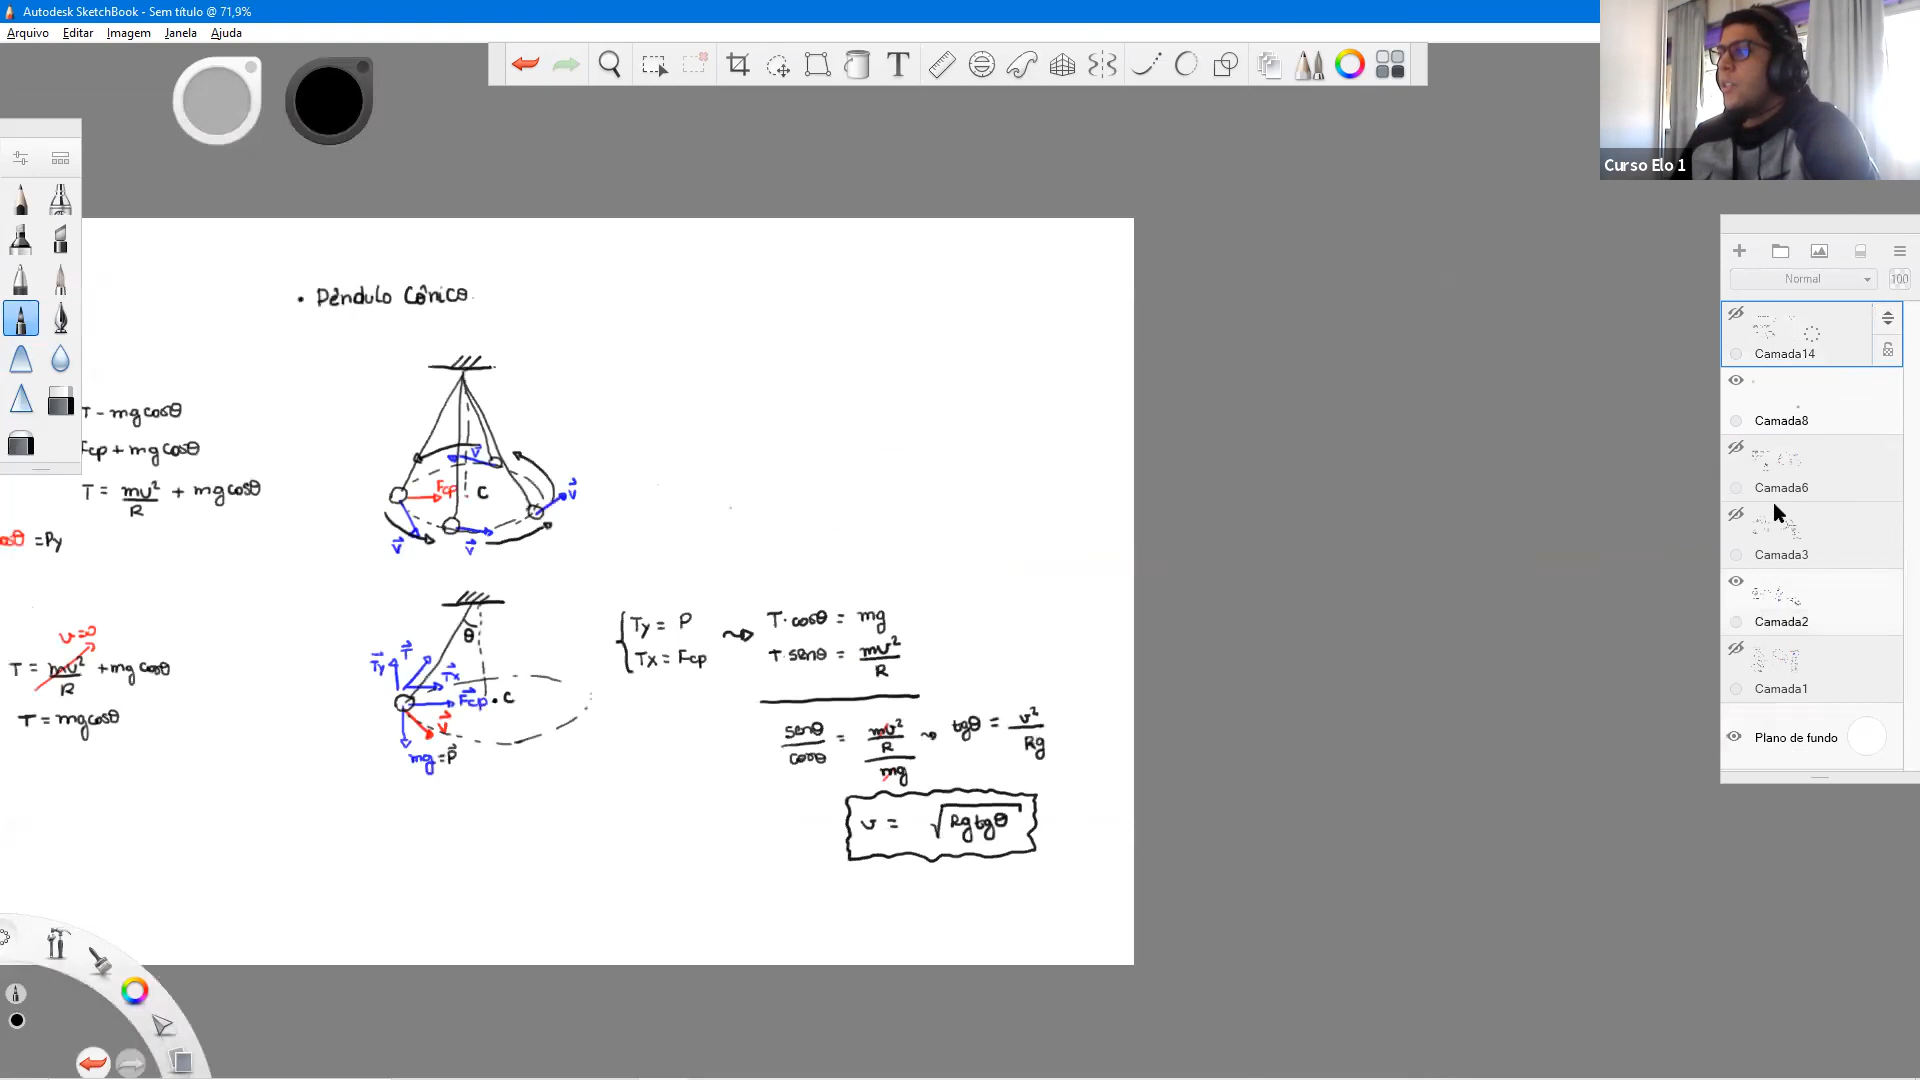 Autodesk SketchBook - Sem título @ 71,9%
Arquivo Editar Imagem Janela Ajuda
T
Curso Elo 1
Normal
100
Camada14
Camada8
Camada6
Camada3
Camada2
Camada1
Plano de fundo
• Pêndulo Cônico.
T - mg cosθ
Fcp + mg cosθ
T = mv²/R + mg cosθ
osθ = Py
v=0
T = mv²/R + mg cosθ
T = mg cosθ
V
Fcp
C
V
V
V
θ
Ty T
Tx
Fcp • C
V
mg = P
Ty = P
Tx = Fcp
T·cosθ = mg
T·senθ = mv²/R
senθ/cosθ = mv²/R/mg ⇝ tgθ = v²/Rg
v = √Rgtgθ